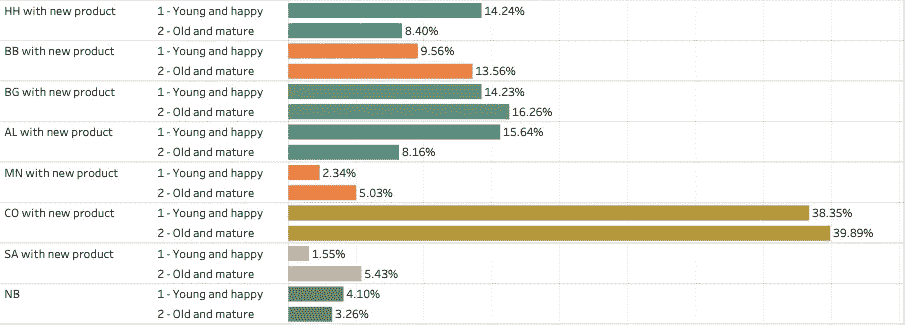 HH with new product 1 - Young and happy 14.24%
2 - Old and mature 8.40%
BB with new product 1 - Young and happy 9.56%
2 - Old and mature 13.56%
BG with new product 1 - Young and happy 14.23%
2 - Old and mature 16.26%
AL with new product 1 - Young and happy 15.64%
2 - Old and mature 8.16%
MN with new product 1 - Young and happy 2.34%
2 - Old and mature 5.03%
CO with new product 1 - Young and happy 38.35%
2 - Old and mature 39.89%
SA with new product 1 - Young and happy 1.55%
2 - Old and mature 5.43%
NB 1 - Young and happy 4.10%
2 - Old and mature 3.26%